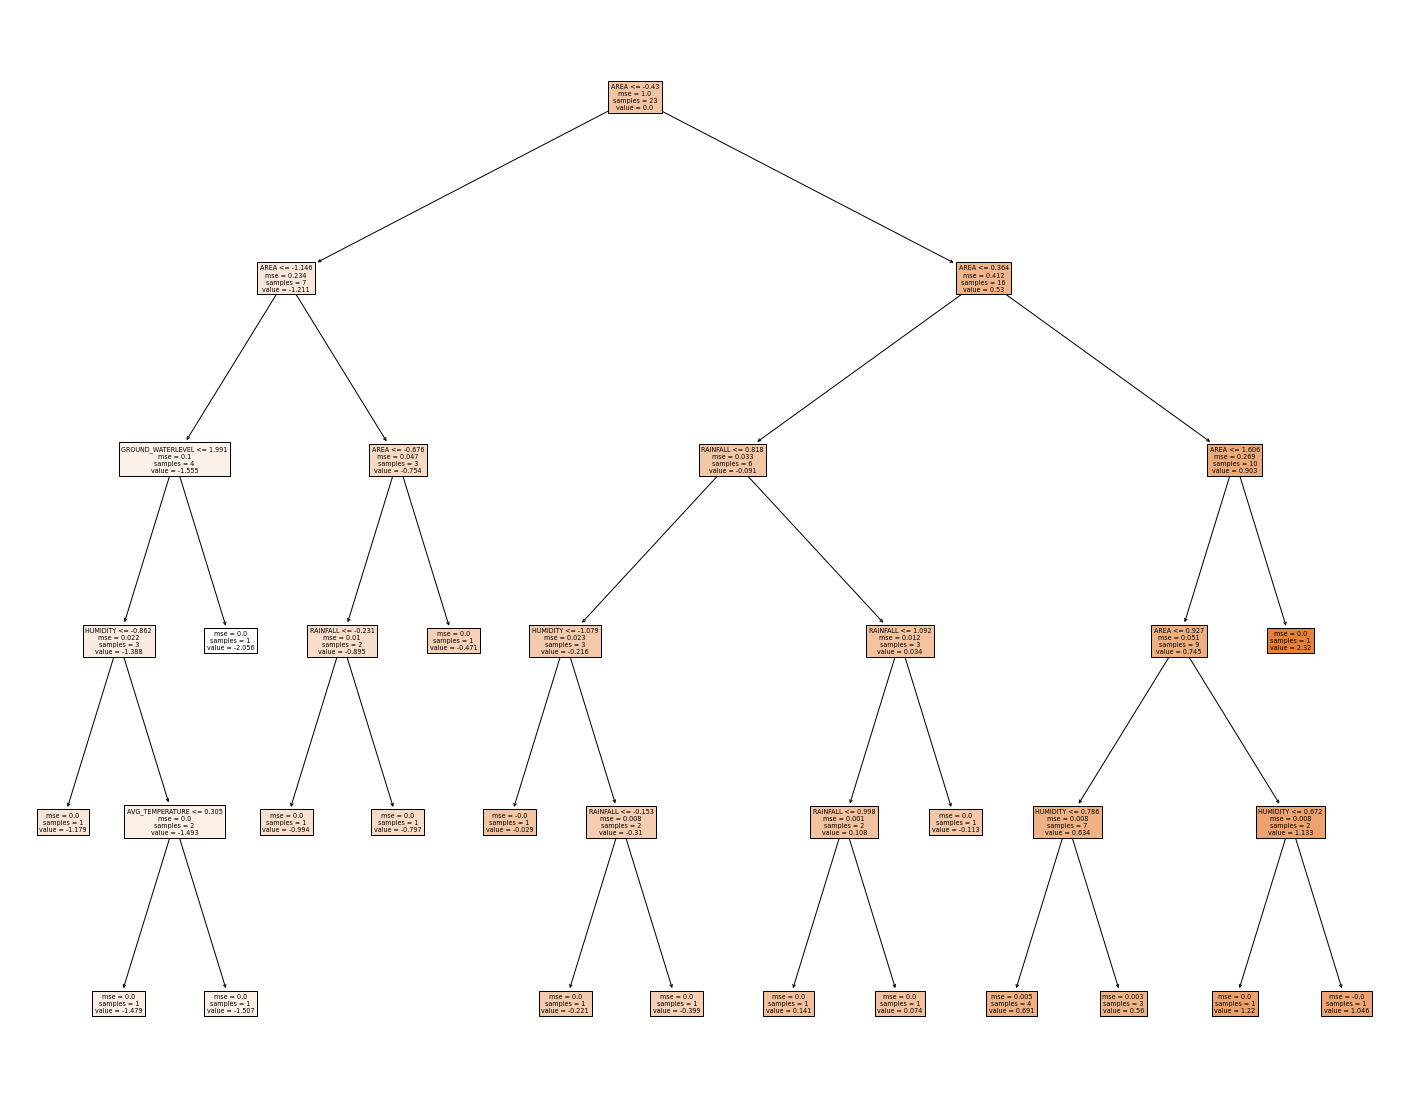 AREA <= -0.43
mse = 1.0
samples = 23
value = 0.0
AREA <= -1.146
mse = 0.234
samples = 7
value = -1.211
AREA <= 0.364
mse = 0.412
samples = 16
value = 0.53
GROUND_WATERLEVEL <= 1.991
mse = 0.1
samples = 4
value = -1.555
AREA <= -0.676
mse = 0.047
samples = 3
value = -0.754
RAINFALL <= 0.818
mse = 0.033
samples = 6
value = -0.091
AREA <= 1.606
mse = 0.269
samples = 10
value = 0.903
HUMIDITY <= -0.862
mse = 0.022
samples = 3
value = -1.388
mse = 0.0
samples = 1
value = -2.056
RAINFALL <= -0.231
mse = 0.01
samples = 2
value = -0.895
mse = 0.0
samples = 1
value = -0.471
HUMIDITY <= -1.079
mse = 0.023
samples = 3
value = -0.216
RAINFALL <= 1.092
mse = 0.012
samples = 3
value = 0.034
AREA <= 0.927
mse = 0.051
samples = 9
value = 0.745
mse = 0.0
samples = 1
value = 2.32
mse = 0.0
samples = 1
value = -1.179
AVG_TEMPERATURE <= 0.305
mse = 0.0
samples = 2
value = -1.493
mse = 0.0
samples = 1
value = -0.994
mse = 0.0
samples = 1
value = -0.797
mse = -0.0
samples = 1
value = -0.029
RAINFALL <= -0.153
mse = 0.008
samples = 2
value = -0.31
RAINFALL <= 0.998
mse = 0.001
samples = 2
value = 0.108
mse = 0.0
samples = 1
value = -0.113
HUMIDITY <= 0.786
mse = 0.008
samples = 7
value = 0.634
HUMIDITY <= 0.672
mse = 0.008
samples = 2
value = 1.133
mse = 0.0
samples = 1
value = -1.479
mse = 0.0
samples = 1
value = -1.507
mse = 0.0
samples = 1
value = -0.221
mse = 0.0
samples = 1
value = -0.399
mse = 0.0
samples = 1
value = 0.141
mse = 0.0
samples = 1
value = 0.074
mse = 0.005
samples = 4
value = 0.691
mse = 0.003
samples = 3
value = 0.56
mse = 0.0
samples = 1
value = 1.22
mse = -0.0
samples = 1
value = 1.046